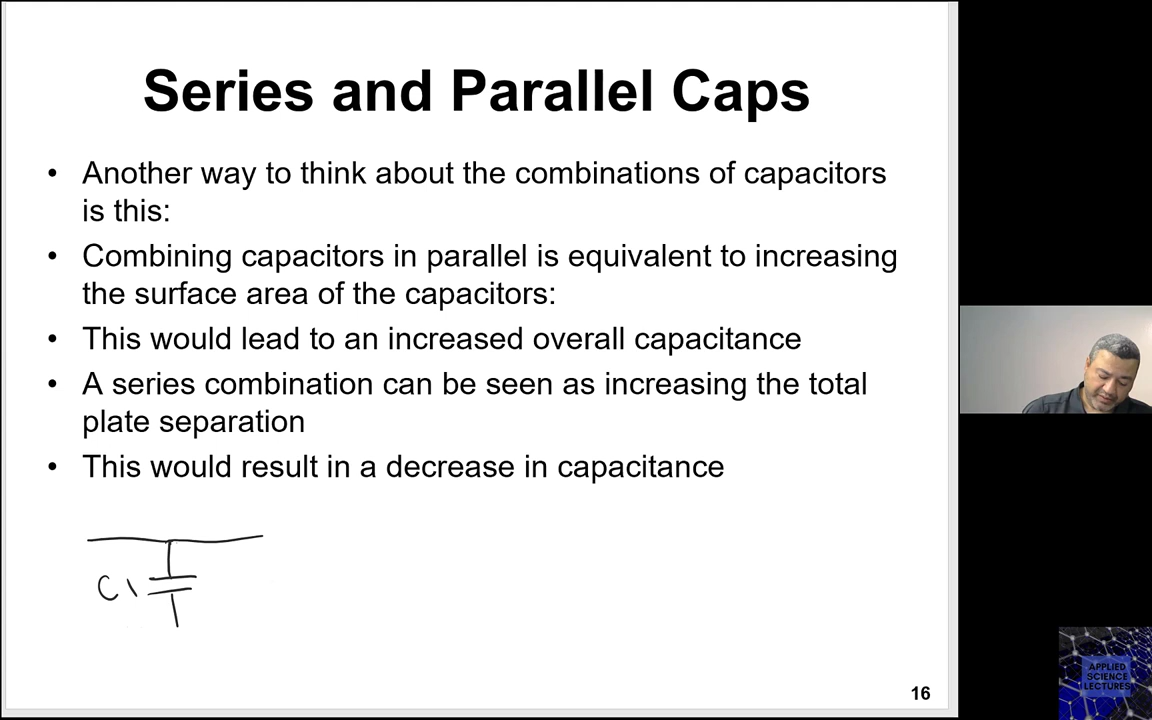 Series and Parallel Caps
• Another way to think about the combinations of capacitors
is this:
• Combining capacitors in parallel is equivalent to increasing
the surface area of the capacitors:
• This would lead to an increased overall capacitance
• A series combination can be seen as increasing the total
plate separation
• This would result in a decrease in capacitance
C1
16
APPLIED
SCIENCE
LECTURES